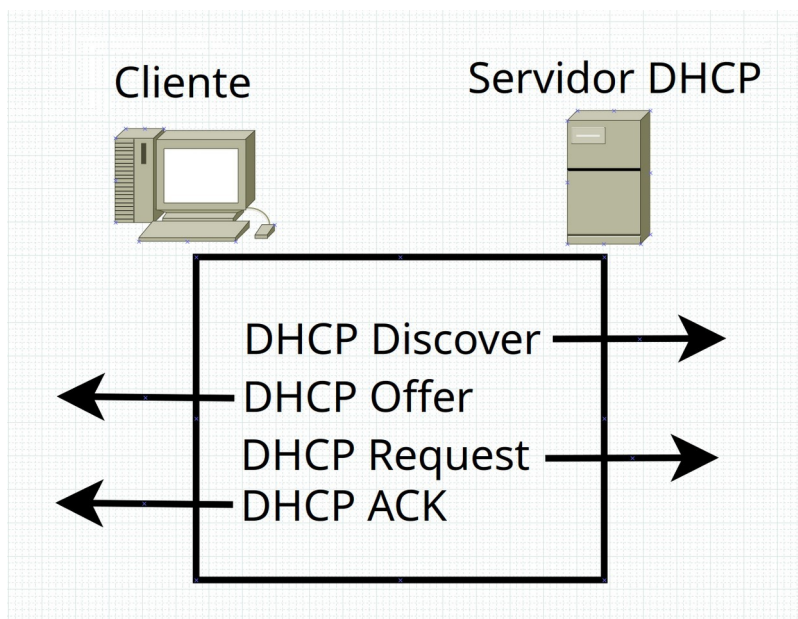 Cliente
Servidor DHCP
DHCP Discover
DHCP Offer
DHCP Request
DHCP ACK